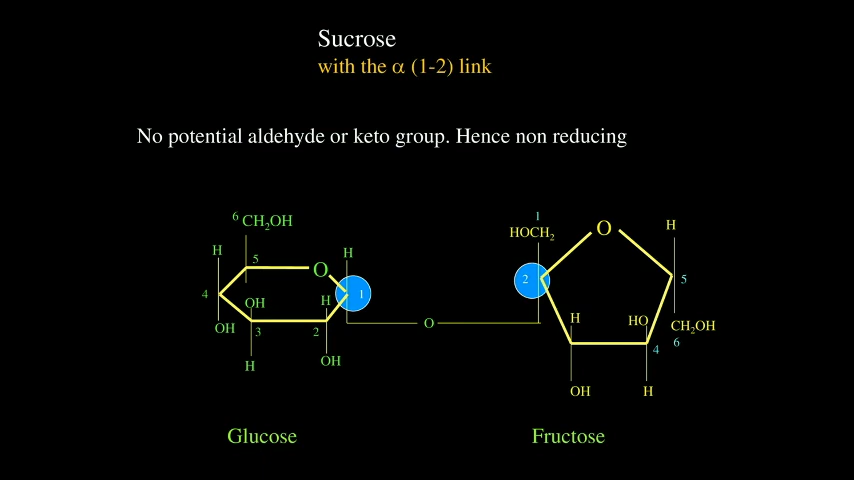 Sucrose
with the α (1-2) link
No potential aldehyde or keto group. Hence non reducing
6 CH2OH
1
HOCH2
O
H
H
5
H
O
4
1
2
5
OH
H
H
HO
CH2OH
OH
3
2
O
4
6
H
OH
OH
H
Glucose
Fructose